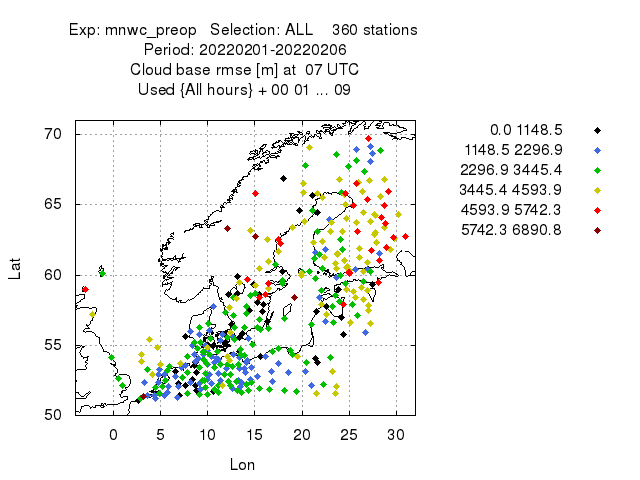 Exp: mnwc_preop   Selection: ALL    360 stations
Period: 20220201-20220206
Cloud base rmse [m] at  07 UTC
Used {All hours} + 00 01 ... 09
0.0 1148.5
1148.5 2296.9
2296.9 3445.4
3445.4 4593.9
4593.9 5742.3
5742.3 6890.8
70
65
60
55
50
Lat
0 5 10 15 20 25 30
Lon